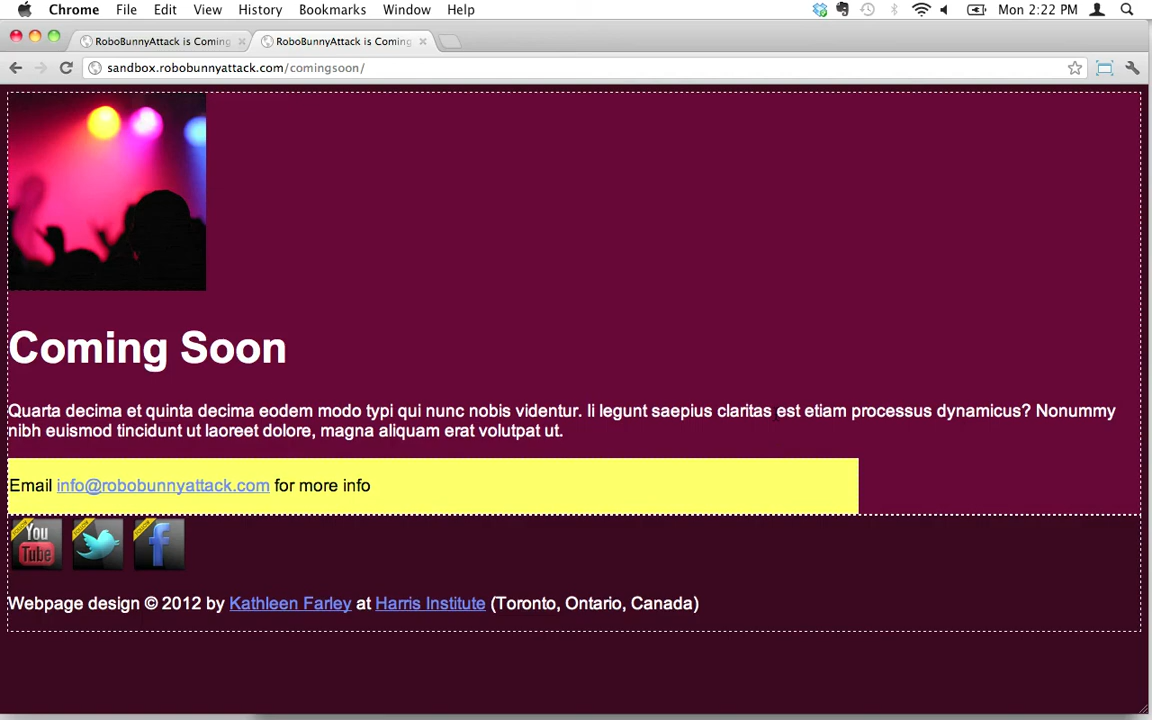 Chrome File Edit View History Bookmarks Window Help Mon 2:22 PM
RoboBunnyAttack is Coming RoboBunnyAttack is Coming
sandbox.robobunnyattack.com/comingsoon/
Coming Soon
Quarta decima et quinta decima eodem modo typi qui nunc nobis videntur. Ii legunt saepius claritas est etiam processus dynamicus? Nonummy
nibh euismod tincidunt ut laoreet dolore, magna aliquam erat volutpat ut.
Email info@robobunnyattack.com for more info
FOLLOW You Tube FOLLOW FOLLOW f
Webpage design © 2012 by Kathleen Farley at Harris Institute (Toronto, Ontario, Canada)